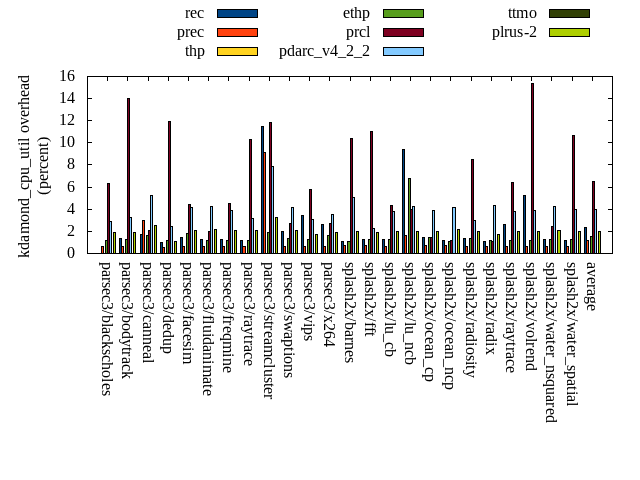 rec ethp ttmo
prec prcl plrus-2
thp pdarc_v4_2_2
kdamond_cpu_util overhead
(percent)
16
14
12
10
8
6
4
2
0
parsec3/blackscholes
parsec3/bodytrack
parsec3/canneal
parsec3/dedup
parsec3/facesim
parsec3/fluidanimate
parsec3/freqmine
parsec3/raytrace
parsec3/streamcluster
parsec3/swaptions
parsec3/vips
parsec3/x264
splash2x/barnes
splash2x/fft
splash2x/lu_cb
splash2x/lu_ncb
splash2x/ocean_cp
splash2x/ocean_ncp
splash2x/radiosity
splash2x/radix
splash2x/raytrace
splash2x/volrend
splash2x/water_nsquared
splash2x/water_spatial
average